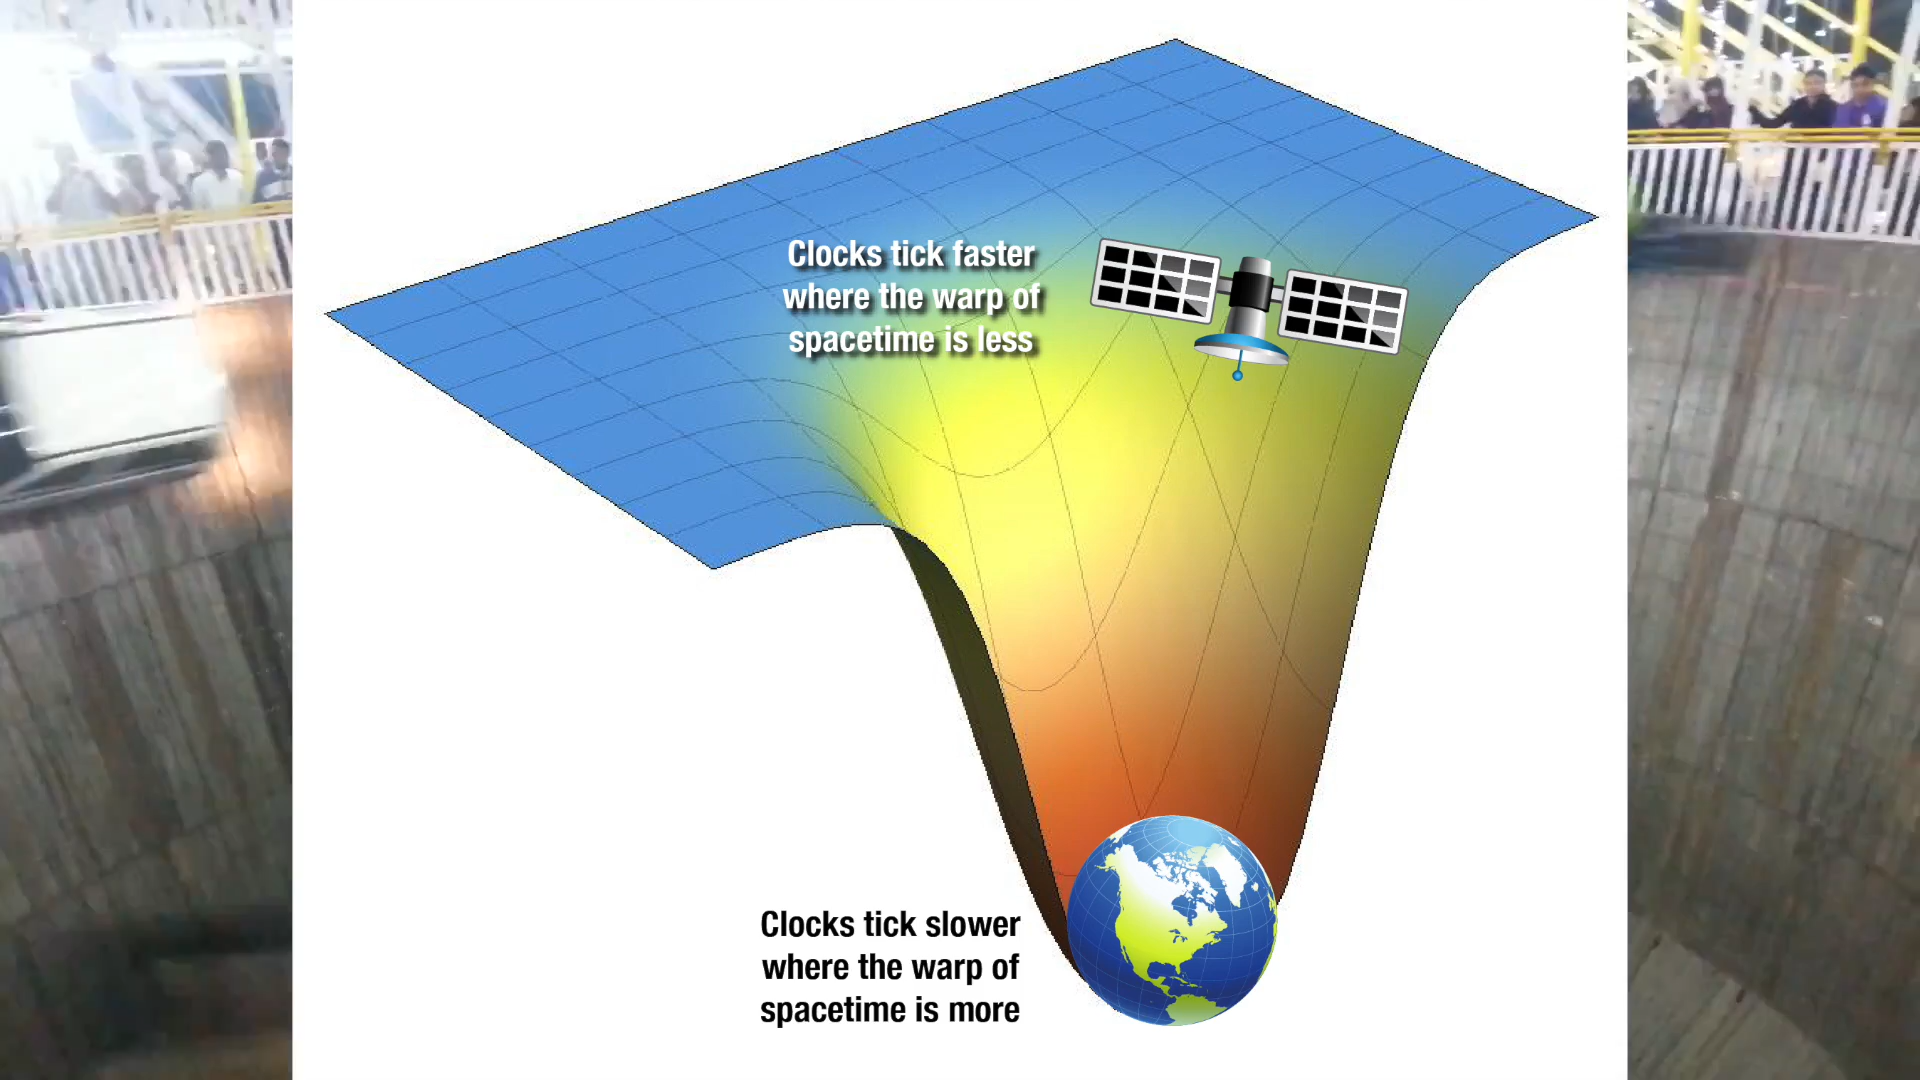 Clocks tick faster
where the warp of
spacetime is less
Clocks tick slower
where the warp of
spacetime is more